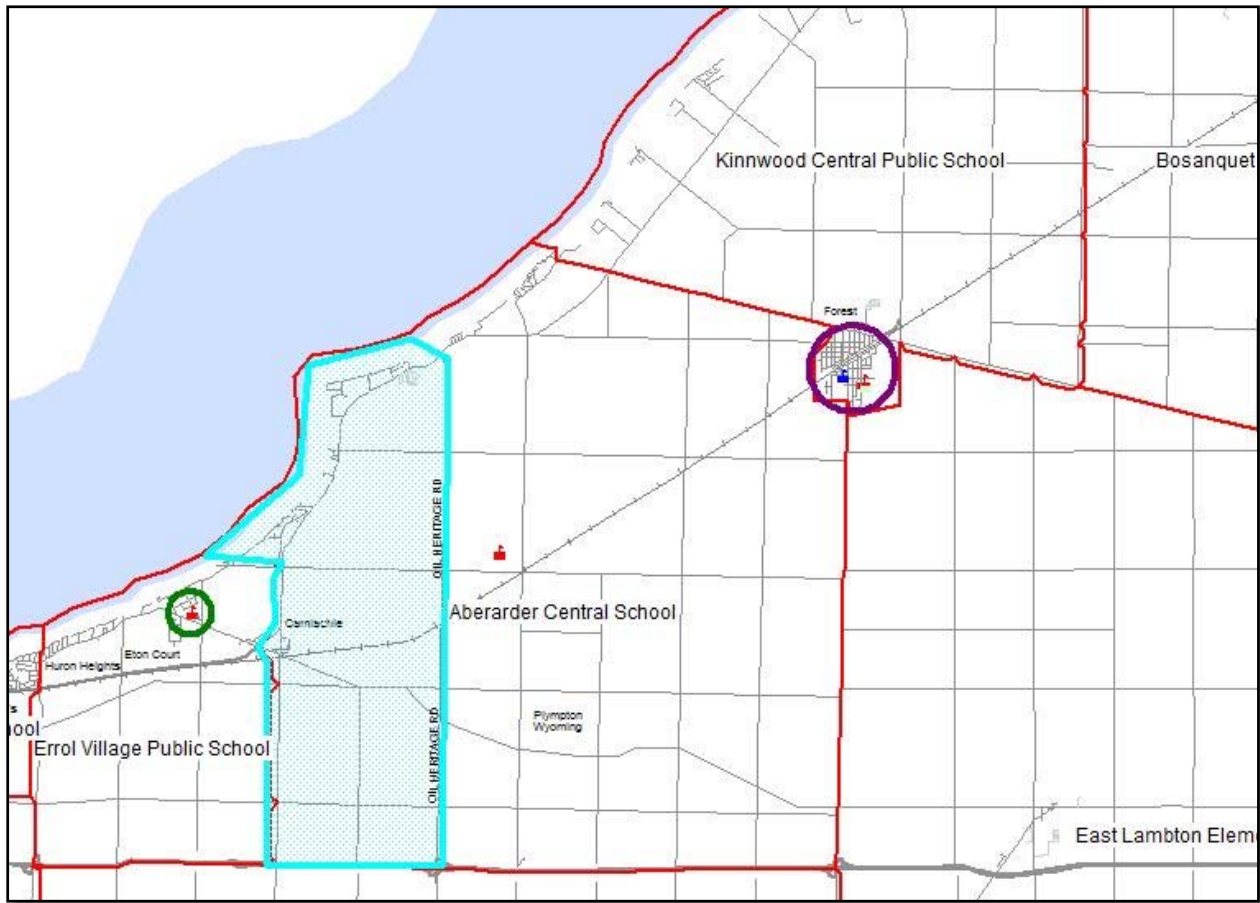 Kinnwood Central Public School
Bosanquet
Forest
OIL HERITAGE RD
Aberarder Central School
Camlachie
Eton Court
Huron Heights
s
hool
Errol Village Public School
Plympton
Wyoming
OIL HERITAGE RD
East Lambton Elem